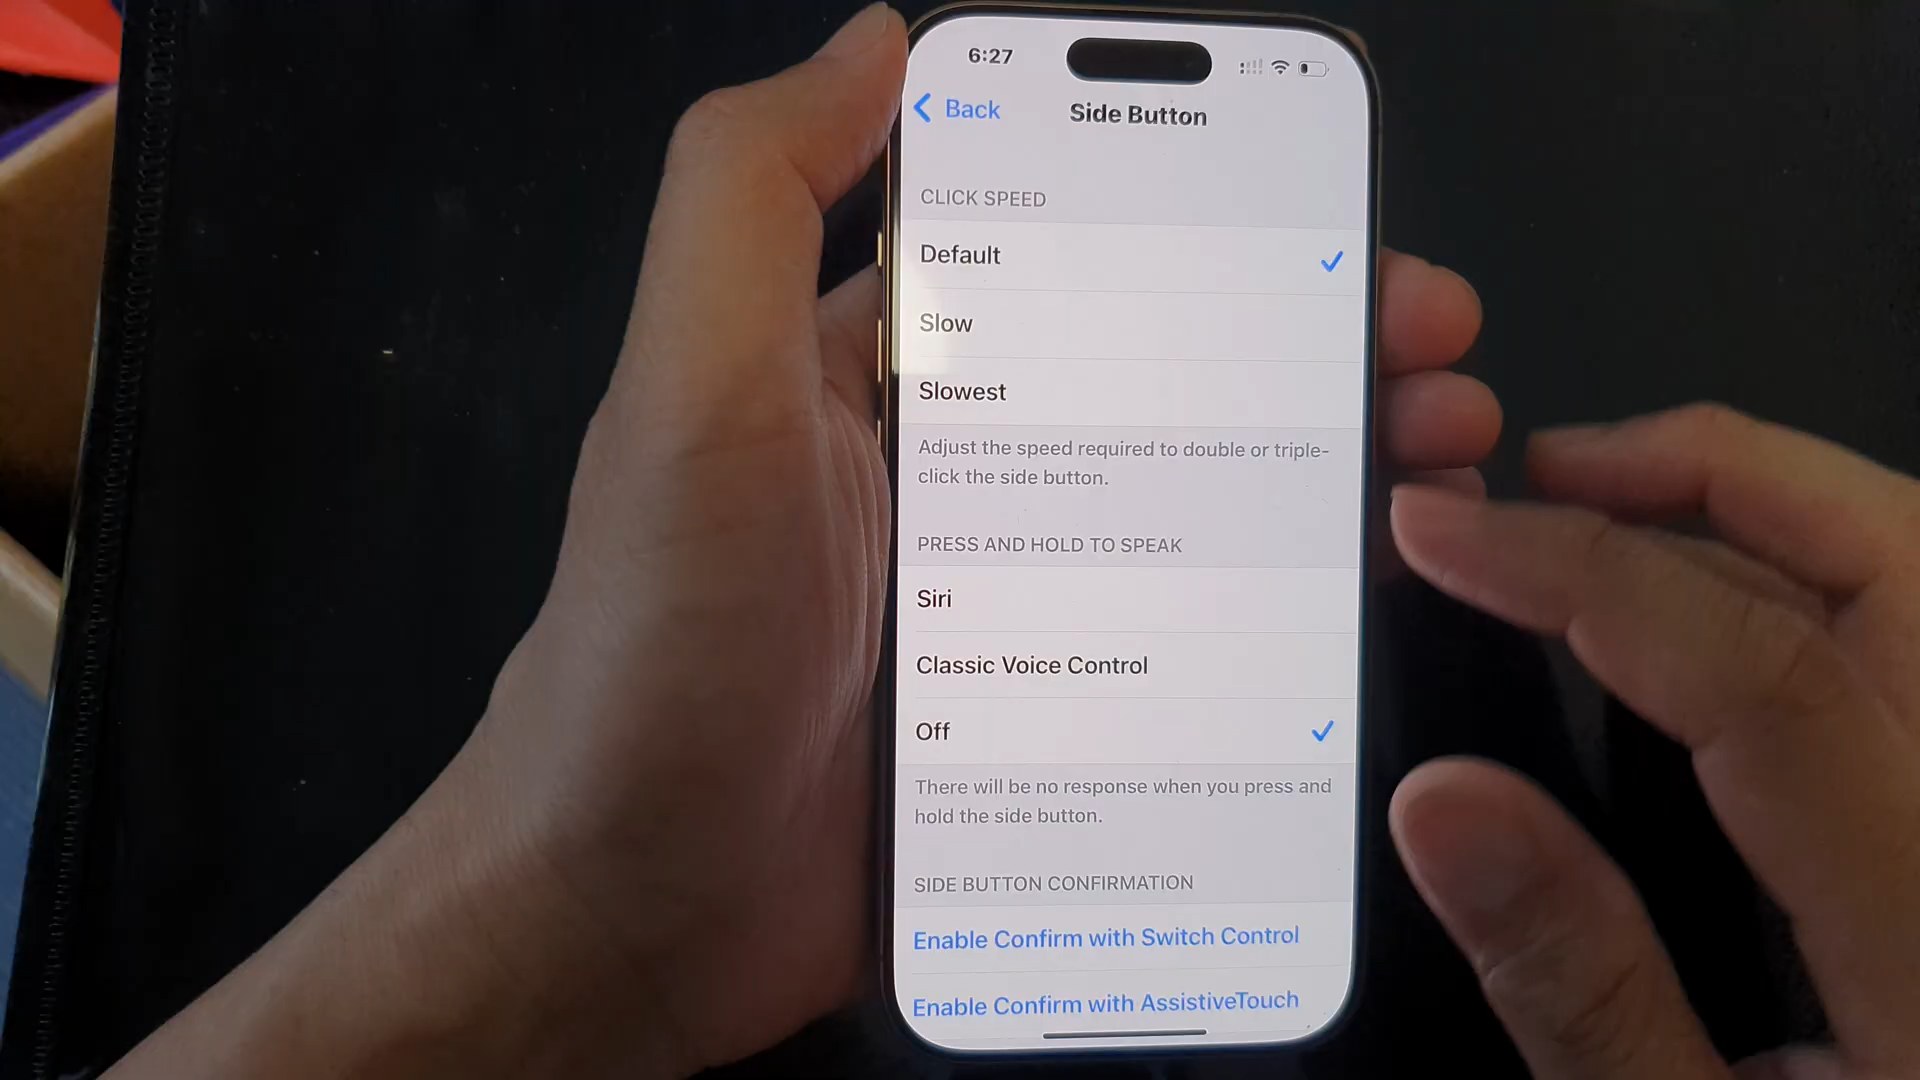 6:27
Back
Side Button
CLICK SPEED
Default
Slow
Slowest
Adjust the speed required to double or triple-
click the side button.
PRESS AND HOLD TO SPEAK
Siri
Classic Voice Control
Off
There will be no response when you press and
hold the side button.
SIDE BUTTON CONFIRMATION
Enable Confirm with Switch Control
Enable Confirm with AssistiveTouch